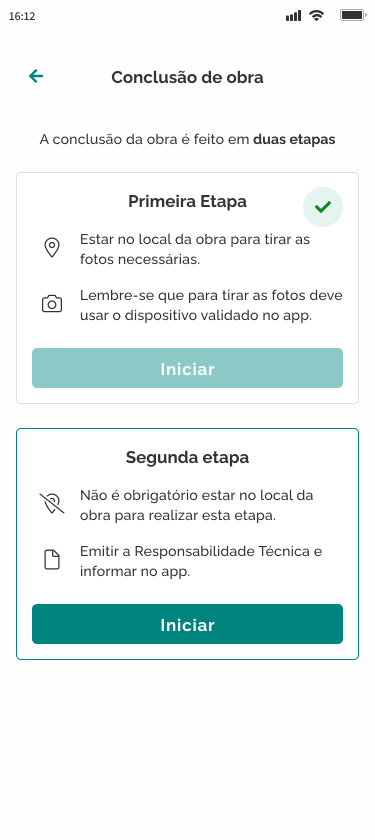 16:12
Conclusão de obra
A conclusão da obra é feito em duas etapas
Primeira Etapa
Estar no local da obra para tirar as
fotos necessárias.
Lembre-se que para tirar as fotos deve
usar o dispositivo validado no app.
Iniciar
Segunda etapa
Não é obrigatório estar no local da
obra para realizar esta etapa.
Emitir a Responsabilidade Técnica e
informar no app.
Iniciar